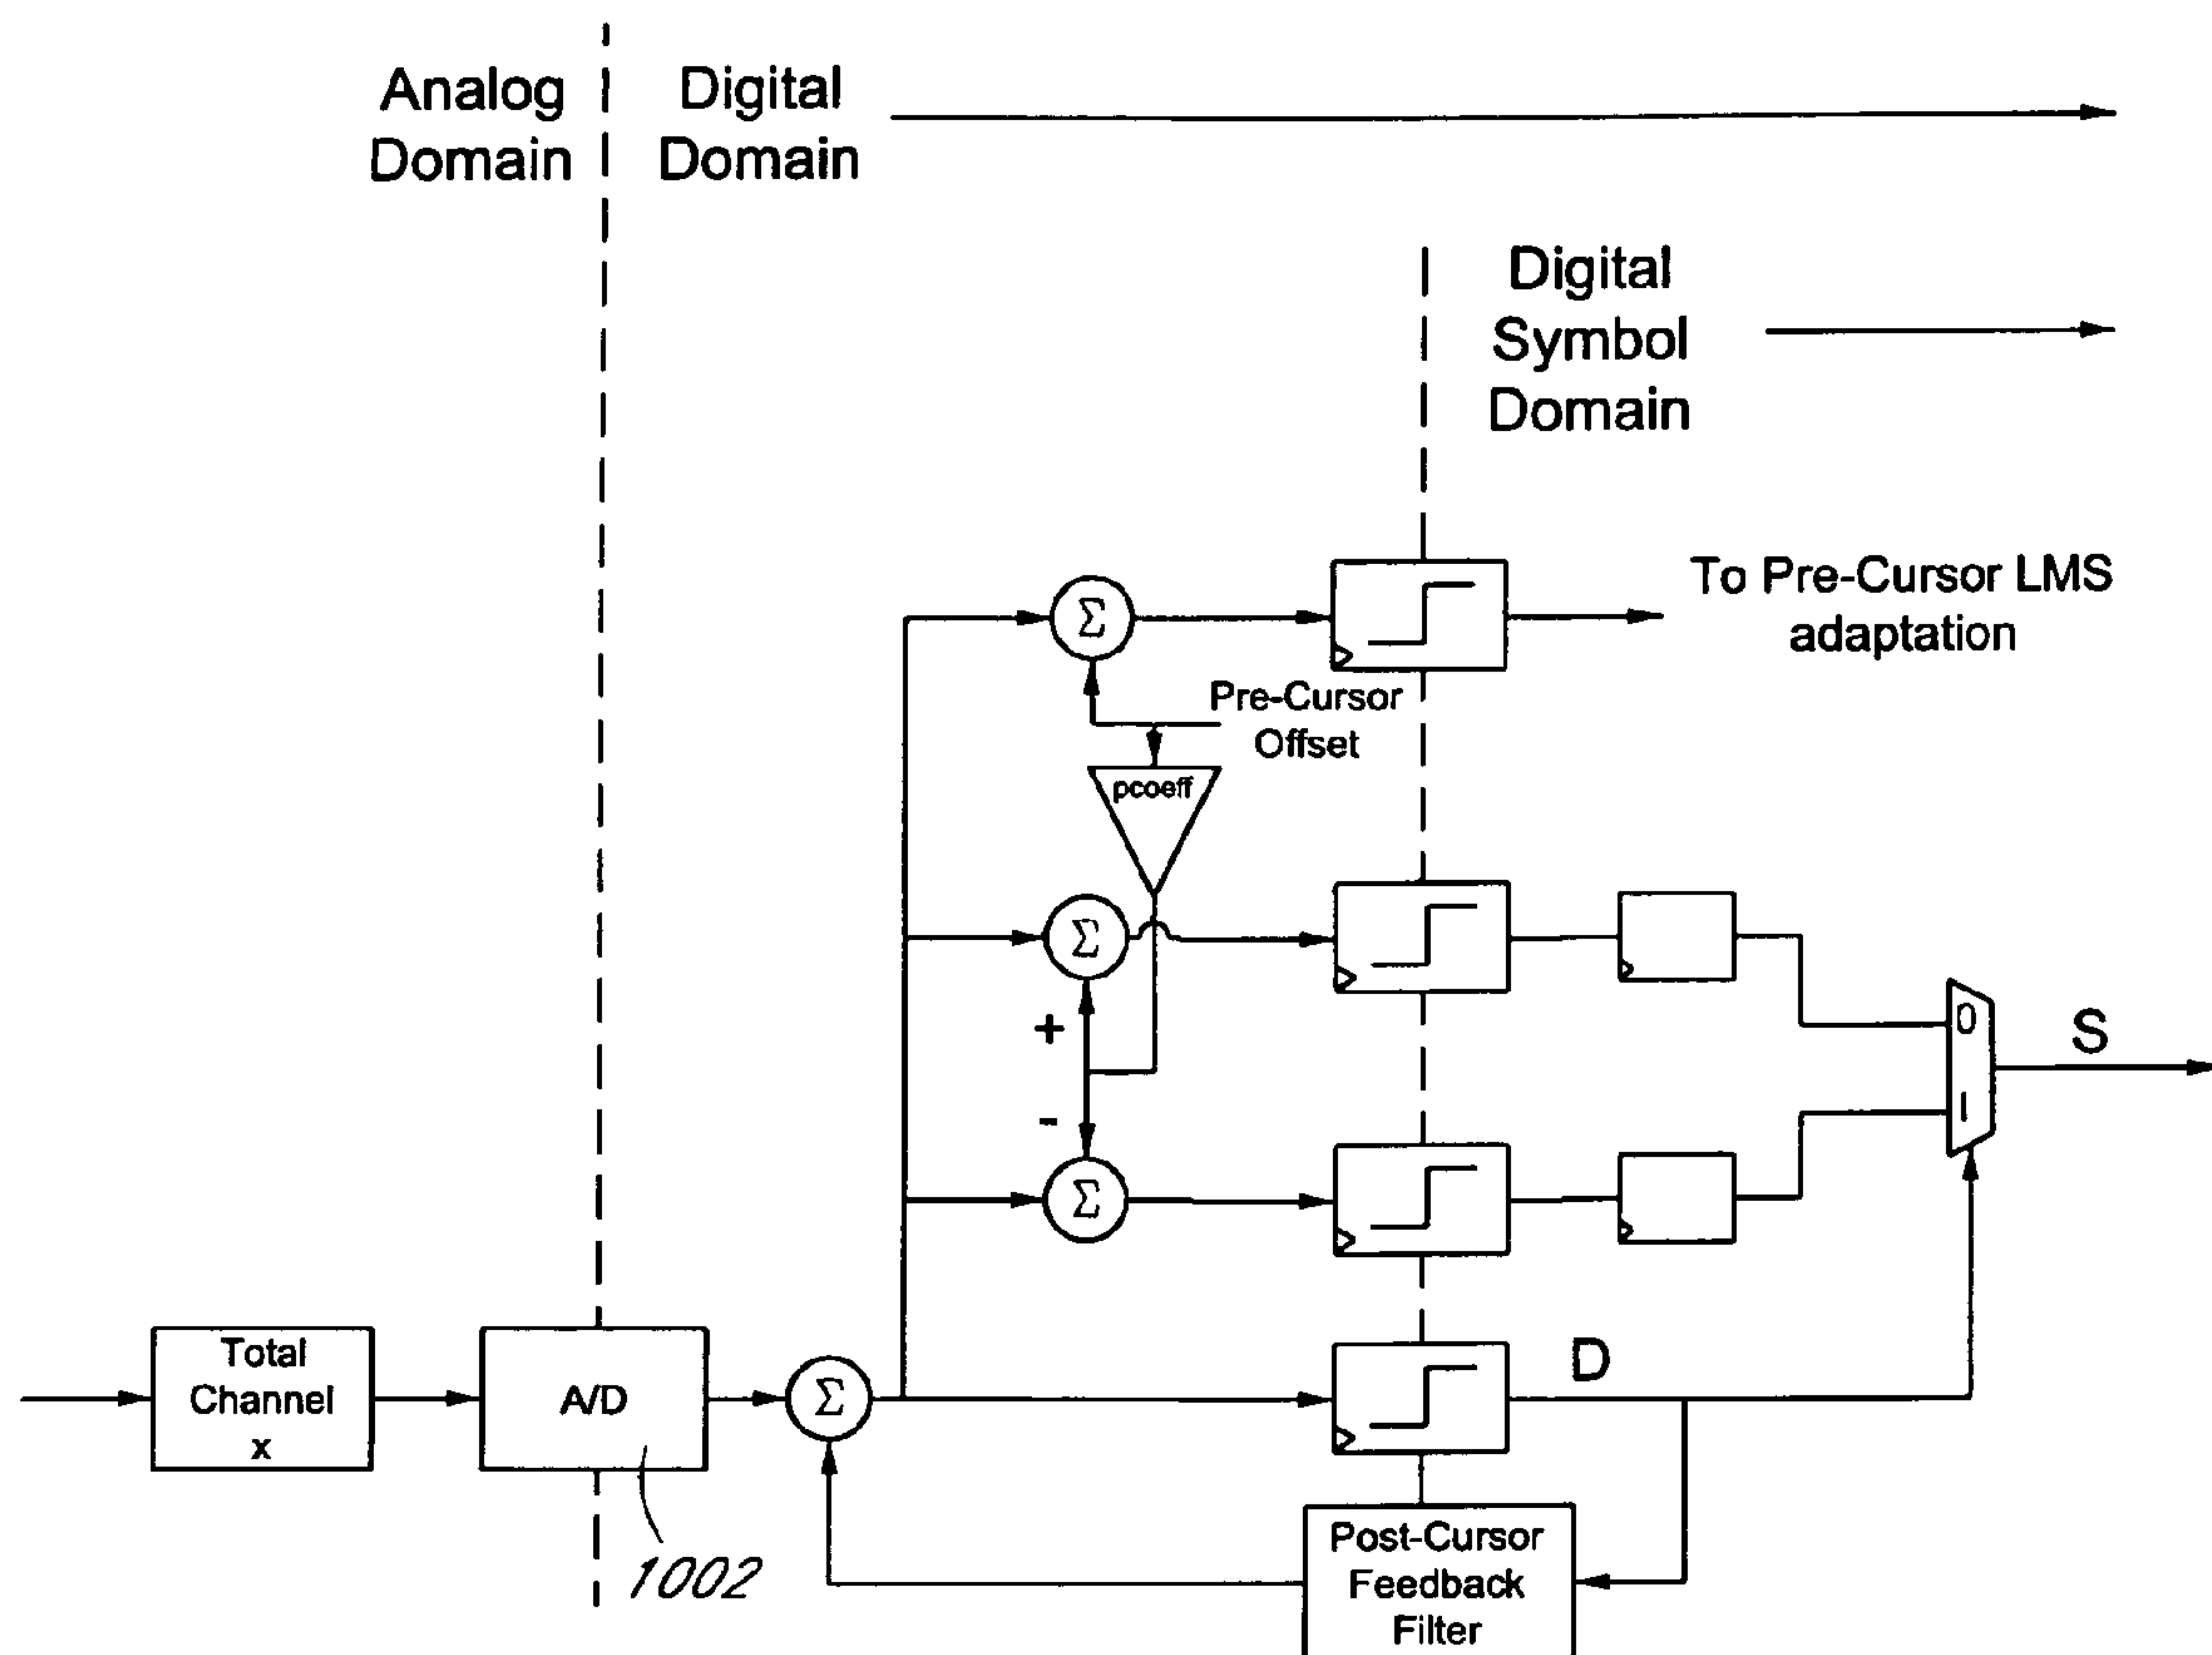 Analog
Domain
Digital
Domain
Digital
Symbol
Domain
To Pre-Cursor LMS
adaptation
Σ
Pre-Cursor
Offset
pcoeff
Σ
+
-
Σ
0
1
S
Total
Channel
x
A/D
Σ
D
1002
Post-Cursor
Feedback
Filter